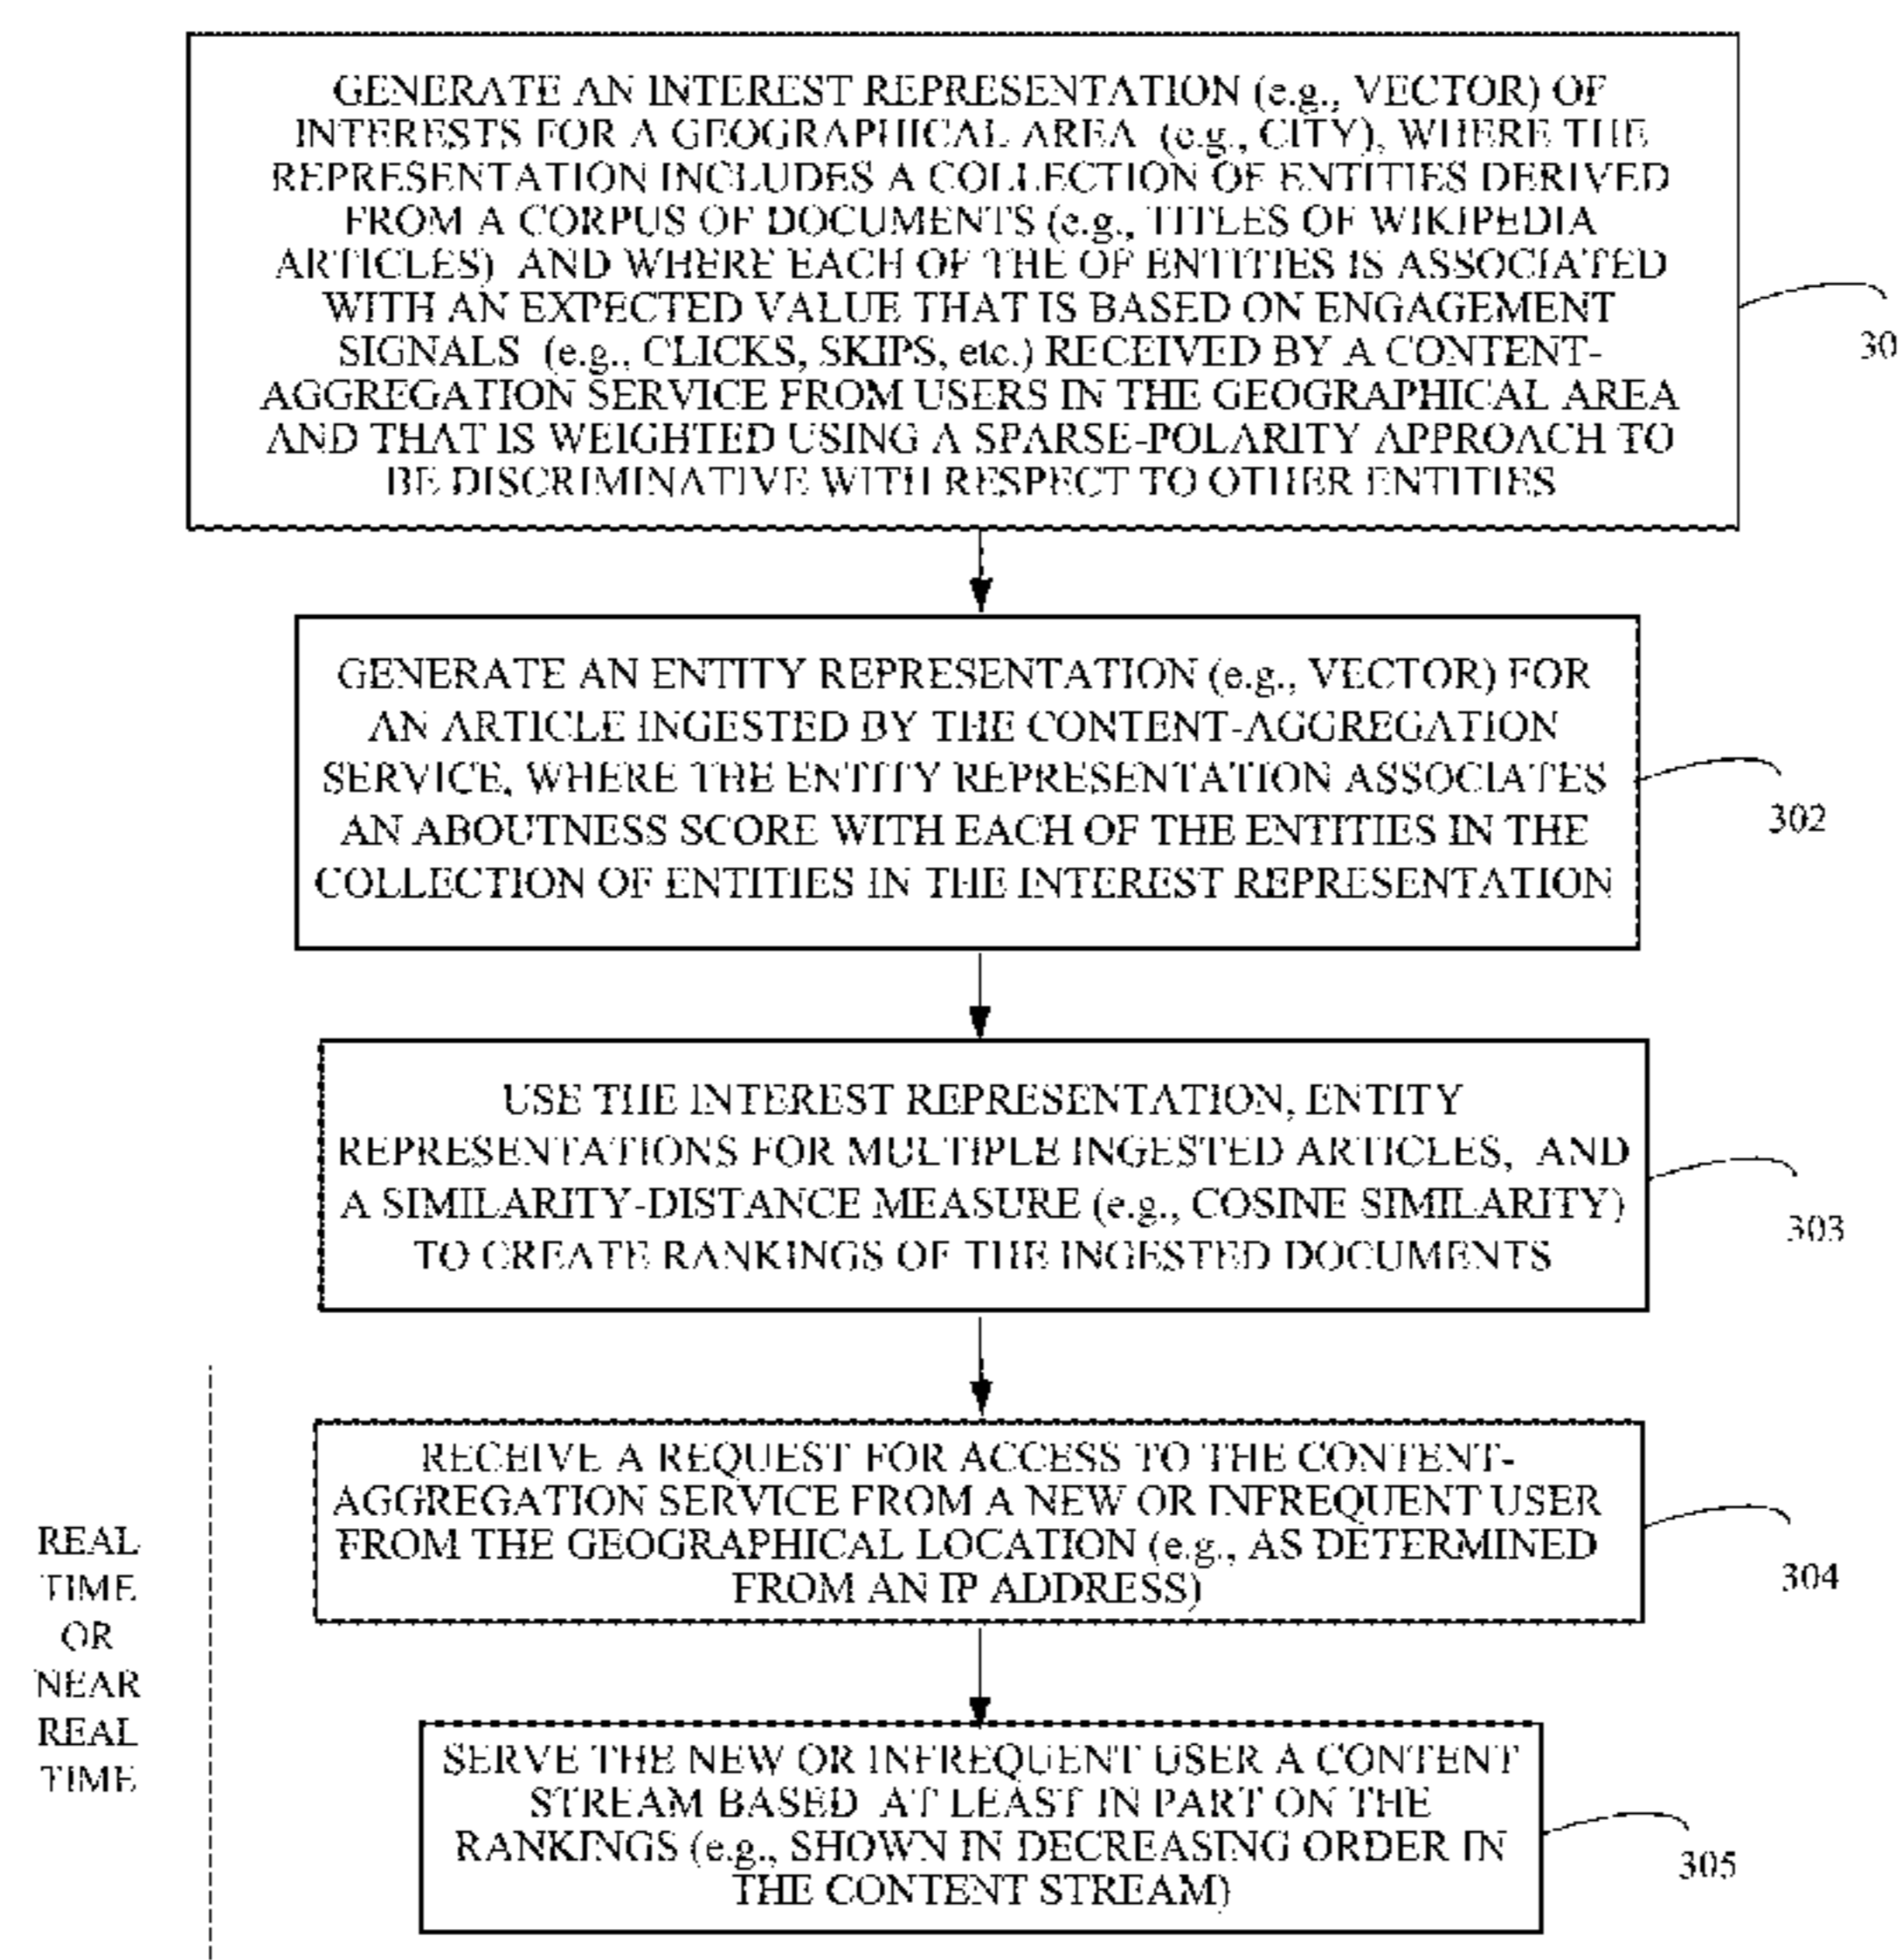 GENERATE AN INTEREST REPRESENTATION (e.g., VECTOR) OF
INTERESTS FOR A GEOGRAPHICAL AREA (e.g., CITY), WHERE THE
REPRESENTATION INCLUDES A COLLECTION OF ENTITIES DERIVED
FROM A CORPUS OF DOCUMENTS (e.g., TITLES OF WIKIPEDIA
ARTICLES) AND WHERE EACH OF THE OF ENTITIES IS ASSOCIATED
WITH AN EXPECTED VALUE THAT IS BASED ON ENGAGEMENT
SIGNALS (e.g., CLICKS, SKIPS, etc.) RECEIVED BY A CONTENT-
AGGREGATION SERVICE FROM USERS IN THE GEOGRAPHICAL AREA
AND THAT IS WEIGHTED USING A SPARSE-POLARITY APPROACH TO
BE DISCRIMINATIVE WITH RESPECT TO OTHER ENTITIES
30
GENERATE AN ENTITY REPRESENTATION (e.g., VECTOR) FOR
AN ARTICLE INGESTED BY THE CONTENT-AGGREGATION
SERVICE, WHERE THE ENTITY REPRESENTATION ASSOCIATES
AN ABOUTNESS SCORE WITH EACH OF THE ENTITIES IN THE
COLLECTION OF ENTITIES IN THE INTEREST REPRESENTATION
302
USE THE INTEREST REPRESENTATION, ENTITY
REPRESENTATIONS FOR MULTIPLE INGESTED ARTICLES, AND
A SIMILARITY-DISTANCE MEASURE (e.g., COSINE SIMILARITY)
TO CREATE RANKINGS OF THE INGESTED DOCUMENTS
303
RECEIVE A REQUEST FOR ACCESS TO THE CONTENT-
AGGREGATION SERVICE FROM A NEW OR INFREQUENT USER
FROM THE GEOGRAPHICAL LOCATION (e.g., AS DETERMINED
FROM AN IP ADDRESS)
304
REAL
TIME
OR
NEAR
REAL
TIME
SERVE THE NEW OR INFREQUENT USER A CONTENT
STREAM BASED AT LEAST IN PART ON THE
RANKINGS (e.g., SHOWN IN DECREASING ORDER IN
THE CONTENT STREAM)
305